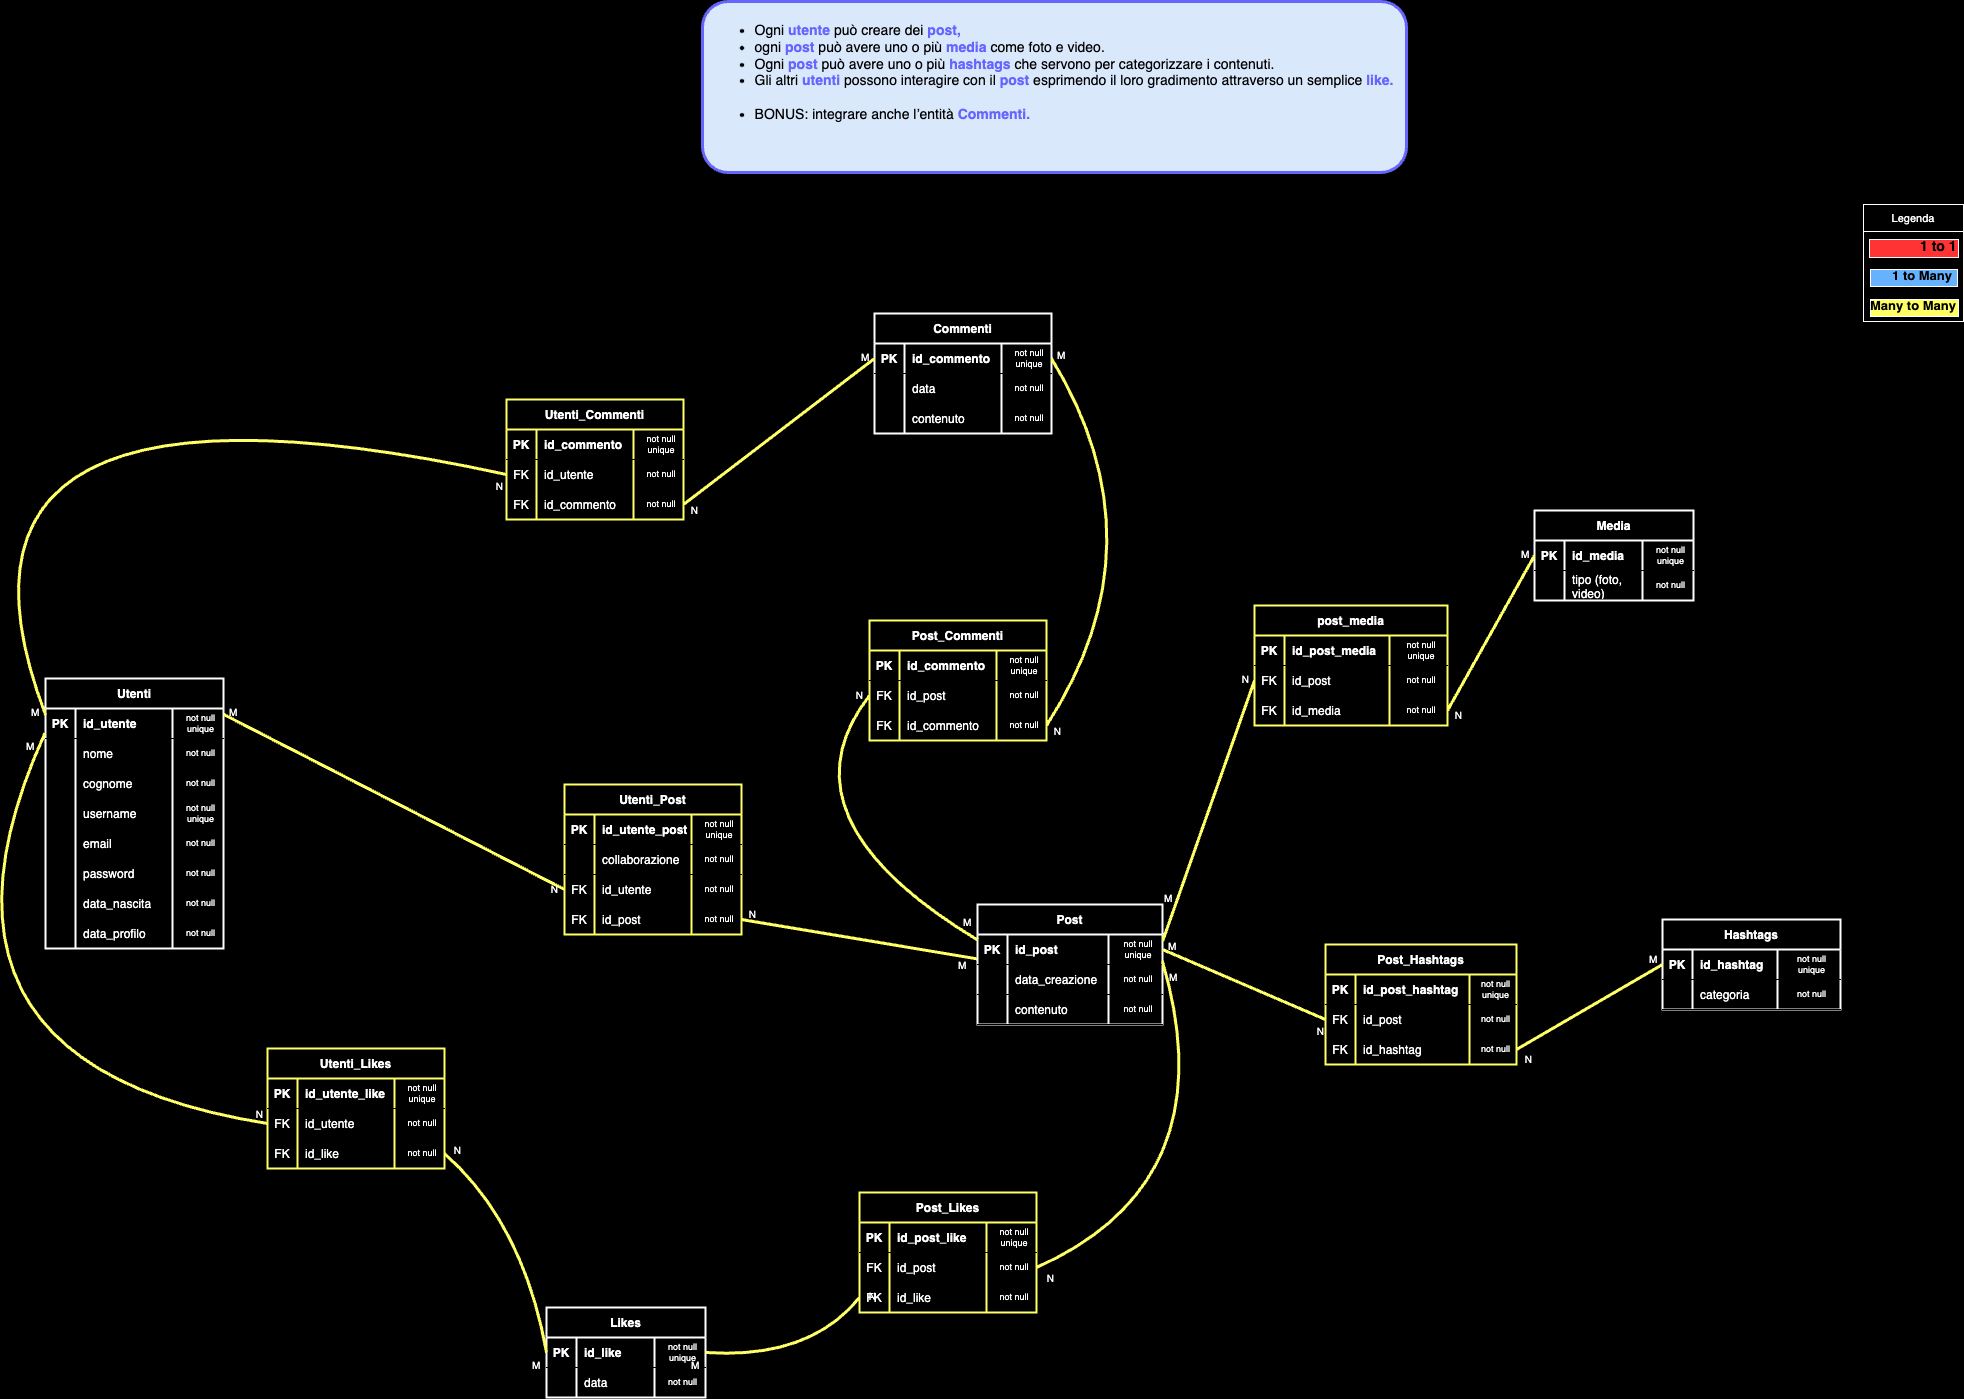 Ogni utente può creare dei post,
ogni post può avere uno o più media come foto e video.
Ogni post può avere uno o più hashtags che servono per categorizzare i contenuti.
Gli altri utenti possono interagire con il post esprimendo il loro gradimento attraverso un semplice like.
BONUS: integrare anche l'entità Commenti.
Legenda
1 to 1
1 to Many
Many to Many
Commenti
M PK id_commento not null unique M
data not null
contenuto not null
Utenti_Commenti
PK id_commento not null unique
FK id_utente not null
N
FK id_commento not null
N
Media
M PK id_media not null unique
tipo (foto, video) not null
Post_Commenti
PK id_commento not null unique
N FK id_post not null
FK id_commento not null
N
post_media
PK id_post_media not null unique
N FK id_post not null
FK id_media not null
N
Utenti
M PK id_utente not null unique M
M
nome not null
cognome not null
username not null unique
email not null
password not null
data_nascita not null
data_profilo not null
Utenti_Post
PK id_utente_post not null unique
collaborazione not null
N FK id_utente not null
FK id_post not null N
Post
M
M
M PK id_post not null unique M
M
data_creazione not null
contenuto not null
Post_Hashtags
PK id_post_hashtag not null unique
FK id_post not null
N
FK id_hashtag not null
N
Hashtags
M PK id_hashtag not null unique
categoria not null
Utenti_Likes
PK id_utente_like not null unique
N FK id_utente not null
FK id_like not null N
Post_Likes
PK id_post_like not null unique
FK id_post not null
N
FK N id_like not null
Likes
PK id_like not null unique
M M
data not null